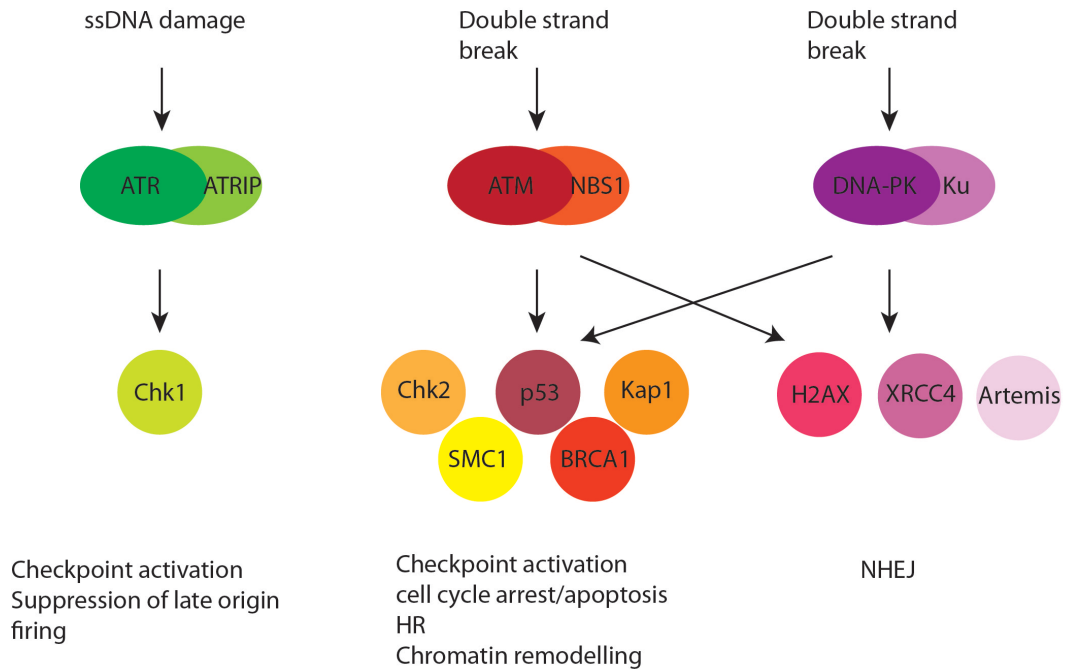 ssDNA damage
Double strand
break
Double strand
break
ATR
ATRIP
ATM
NBS1
DNA-PK
Ku
Chk1
Chk2
p53
Kap1
SMC1
BRCA1
H2AX
XRCC4
Artemis
Checkpoint activation
Suppression of late origin
firing
Checkpoint activation
cell cycle arrest/apoptosis
HR
Chromatin remodelling
NHEJ